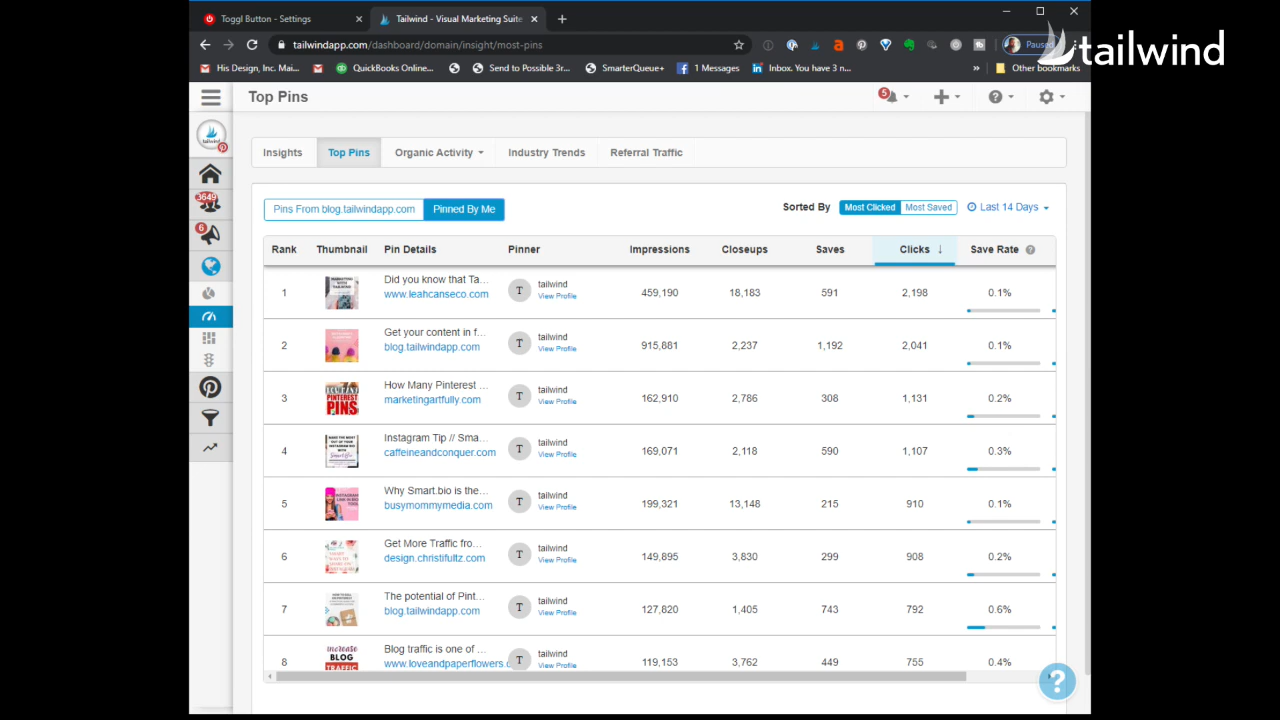 Toggl Button - Settings
Tailwind - Visual Marketing Suite
tailwindapp.com/dashboard/domain/insight/most-pins
Paused
tailwind
His Design, Inc. Mai...
QuickBooks Online...
Send to Possible 3r...
SmarterQueue+
1 Messages
Inbox. You have 3 n...
»
Other bookmarks
Top Pins
5
tailwind
3649
6
Insights
Top Pins
Organic Activity
Industry Trends
Referral Traffic
Pins From blog.tailwindapp.com
Pinned By Me
Sorted By
Most Clicked
Most Saved
Last 14 Days
Rank Thumbnail Pin Details Pinner Impressions Closeups Saves Clicks ↓ Save Rate
1 Did you know that Ta... tailwind 459,190 18,183 591 2,198 0.1%
www.leahcanseco.com View Profile
2 Get your content in f... tailwind 915,881 2,237 1,192 2,041 0.1%
blog.tailwindapp.com View Profile
PINTEREST
PINS
3 How Many Pinterest ... tailwind 162,910 2,786 308 1,131 0.2%
marketingartfully.com View Profile
4 Instagram Tip // Sma... tailwind 169,071 2,118 590 1,107 0.3%
caffeineandconquer.com View Profile
5 Why Smart.bio is the... tailwind 199,321 13,148 215 910 0.1%
busymommymedia.com View Profile
6 Get More Traffic fro... tailwind 149,895 3,830 299 908 0.2%
design.christifultz.com View Profile
7 The potential of Pint... tailwind 127,820 1,405 743 792 0.6%
blog.tailwindapp.com View Profile
INCREASE
BLOG
TRAFFIC
8 Blog traffic is one of ... tailwind 119,153 3,762 449 755 0.4%
www.loveandpaperflowers. View Profile
?